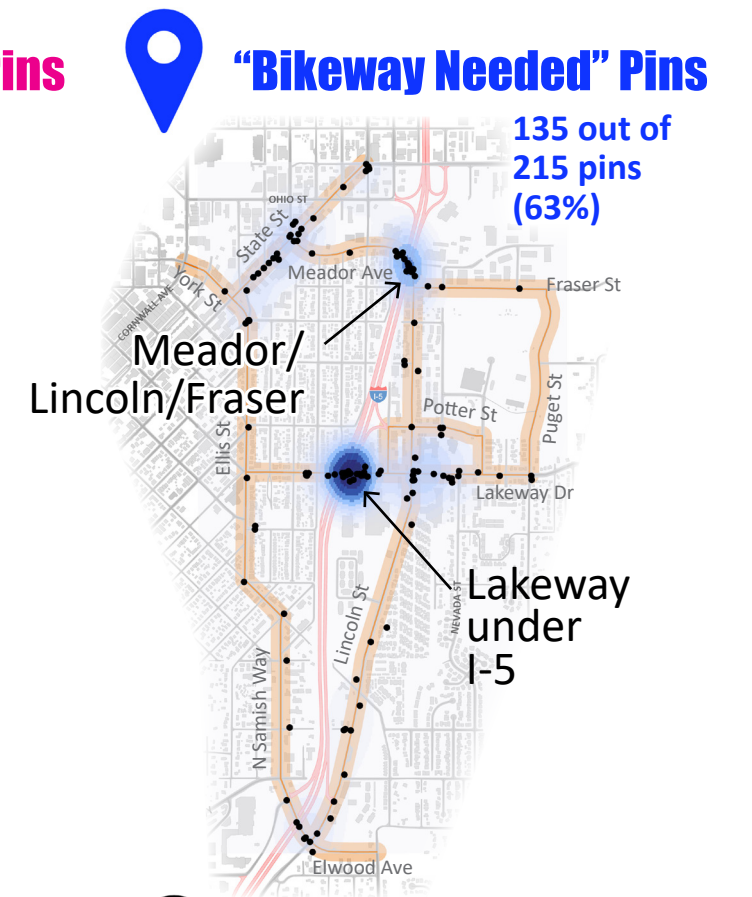 ins
“Bikeway Needed” Pins
135 out of
215 pins
(63%)
OHIO ST
State St
Meador Ave
York St
CORNWALL AVE
Fraser St
Meador/
Lincoln/Fraser
I-5
Potter St
Puget St
Ellis St
Lakeway Dr
Lakeway
under
I-5
NEVADA ST
Lincoln St
N Samish Way
Elwood Ave